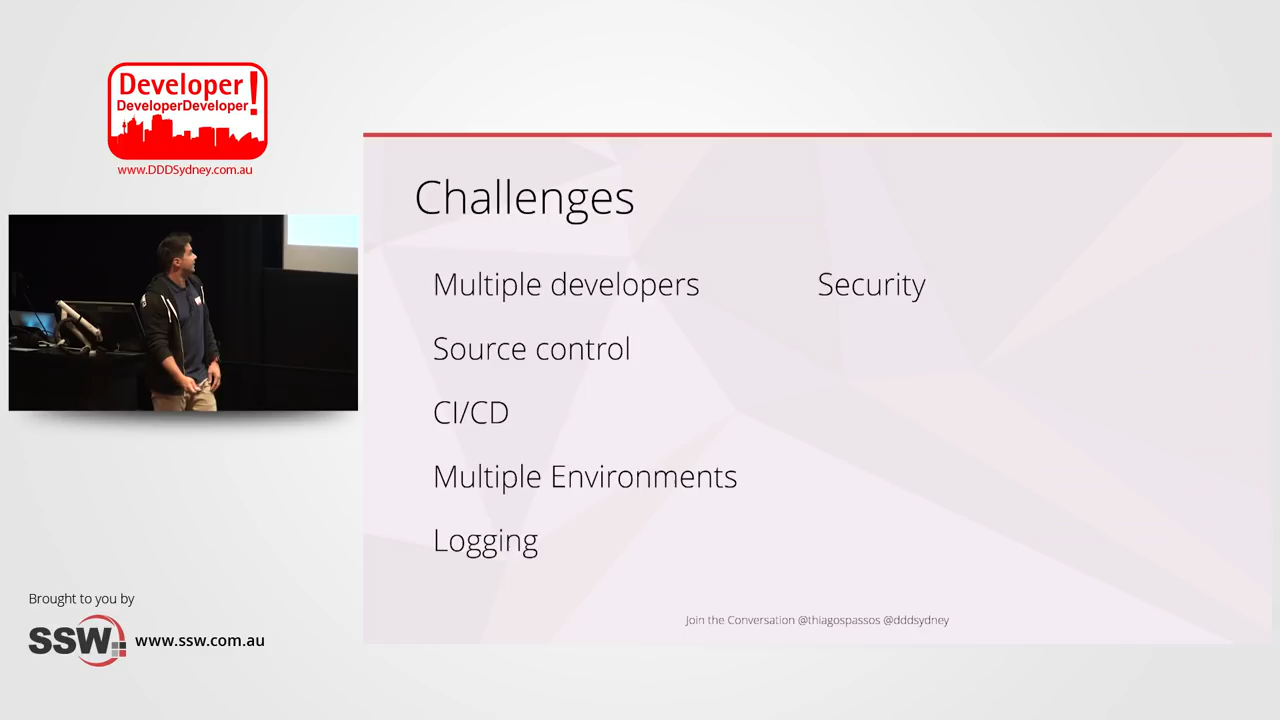 Developer!
DeveloperDeveloper
www.DDDSydney.com.au
Challenges
Multiple developers
Source control
CI/CD
Multiple Environments
Logging
Security
Join the Conversation @thiagospassos @dddsydney
Brought to you by
SSW
www.ssw.com.au